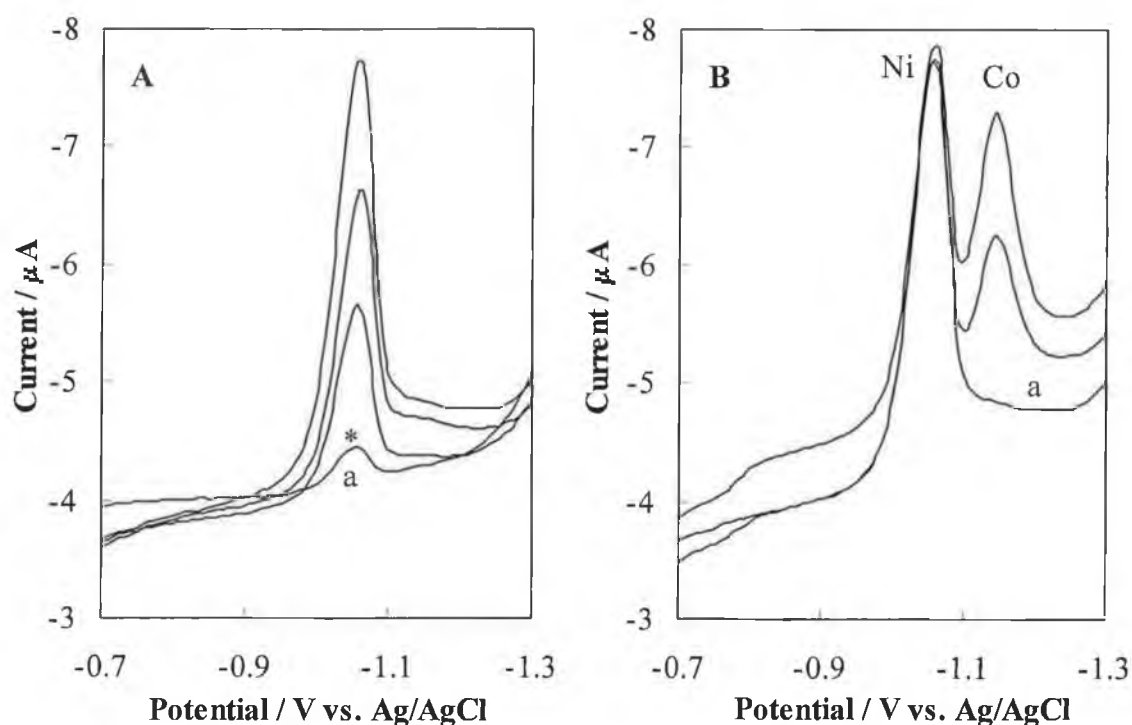 A
-8
-7
-6
-5
-4
-3
Current / μA
*
a
-0.7
-0.9
-1.1
-1.3
Potential / V vs. Ag/AgCl
B
Ni
Co
-8
-7
-6
-5
-4
-3
Current / μA
a
-0.7
-0.9
-1.1
-1.3
Potential / V vs. Ag/AgCl